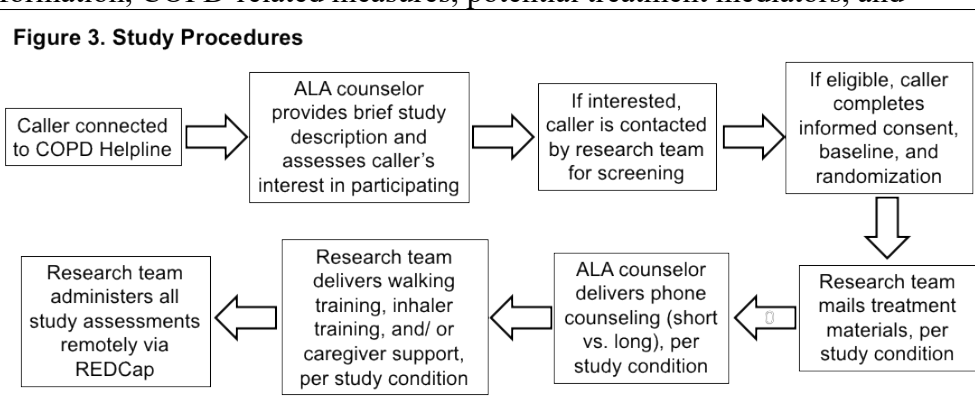 formation, COPD-related measures, potential treatment mediators, and
Figure 3. Study Procedures
Caller connected
to COPD Helpline
ALA counselor
provides brief study
description and
assesses caller's
interest in participating
If interested,
caller is contacted
by research team
for screening
If eligible, caller
completes
informed consent,
baseline, and
randomization
Research team
mails treatment
materials, per
study condition
ALA counselor
delivers phone
counseling (short
vs. long), per
study condition
Research team
delivers walking
training, inhaler
training, and/ or
caregiver support,
per study condition
Research team
administers all
study assessments
remotely via
REDCap